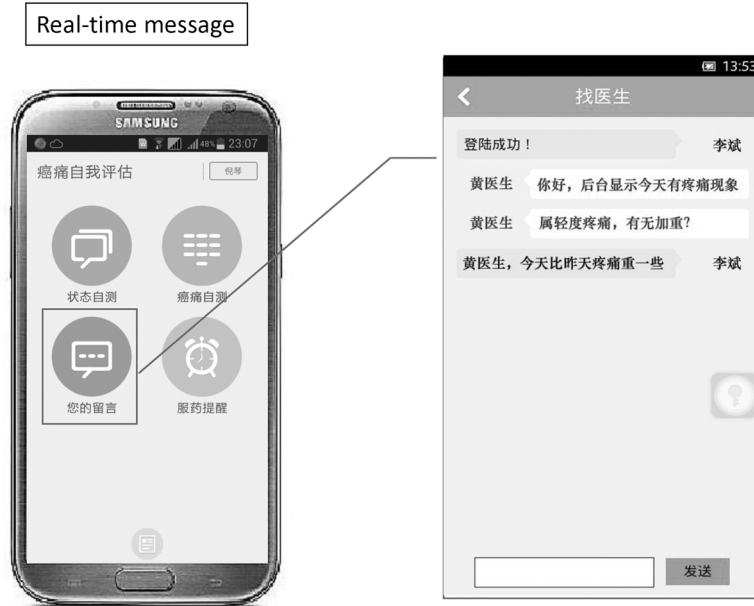 Real-time message
SAMSUNG
48% 23:07
癌痛自我评估
倪琴
状态自测
癌痛自测
您的留言
服药提醒
13:53
找医生
登陆成功！ 李斌
黄医生 你好，后台显示今天有疼痛现象
黄医生 属轻度疼痛，有无加重？
黄医生，今天比昨天疼痛重一些 李斌
发送